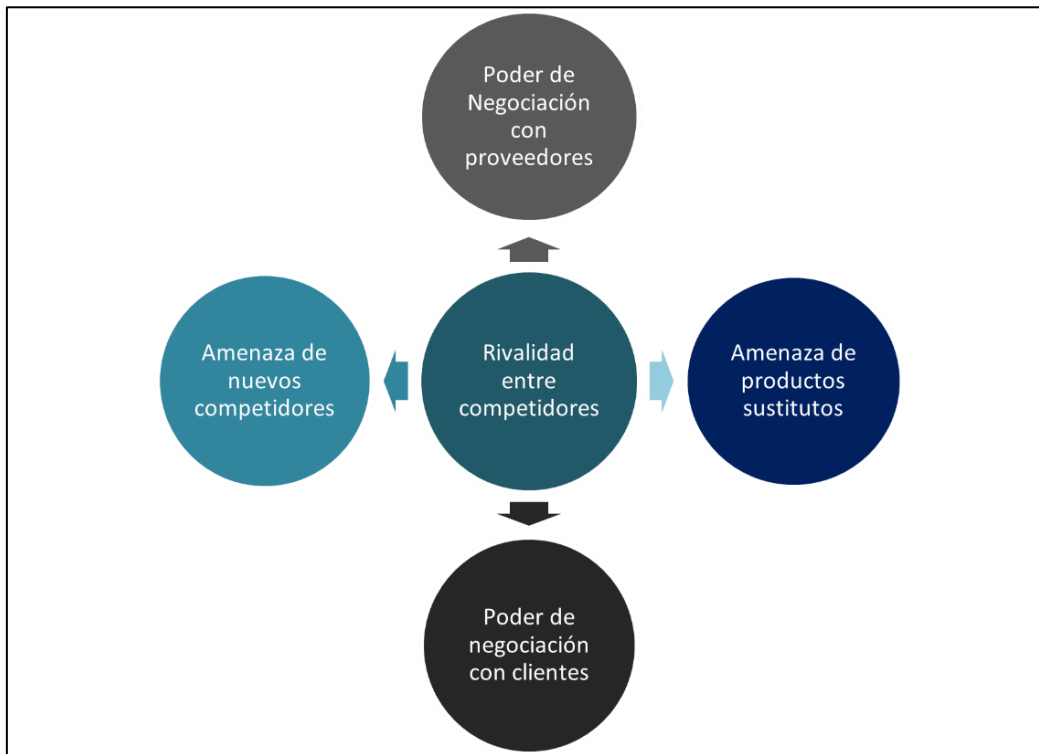 Poder de
Negociación
con
proveedores
Amenaza de
nuevos
competidores
Rivalidad
entre
competidores
Amenaza de
productos
sustitutos
Poder de
negociación
con clientes